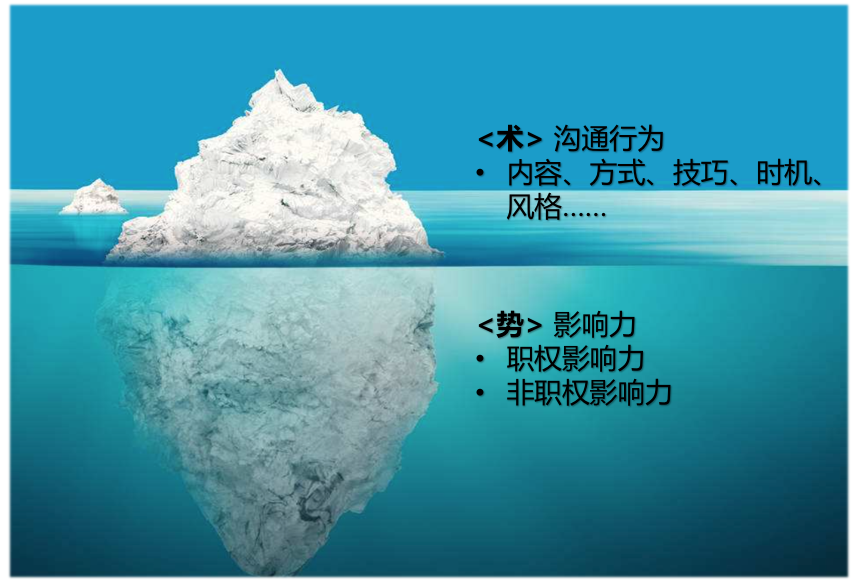 <术> 沟通行为
• 内容、方式、技巧、时机、
风格......
<势> 影响力
• 职权影响力
• 非职权影响力